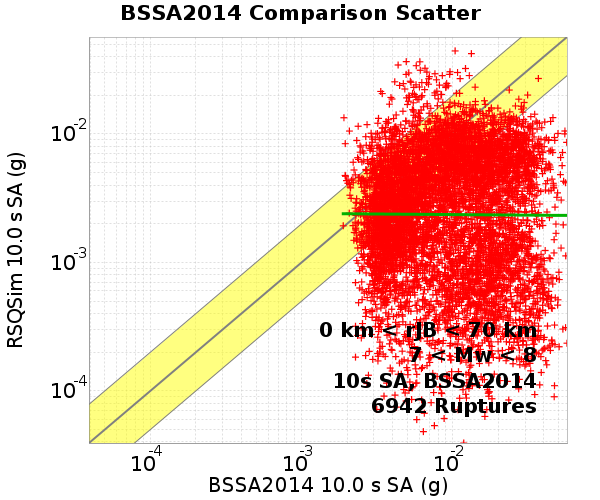 BSSA2014 Comparison Scatter
RSQSim 10.0 s SA (g)
10-2
10-3
10-4
0 km < rJB < 70 km
7 < Mw < 8
10s SA, BSSA2014
6942 Ruptures
10-4 10-3 10-2
BSSA2014 10.0 s SA (g)